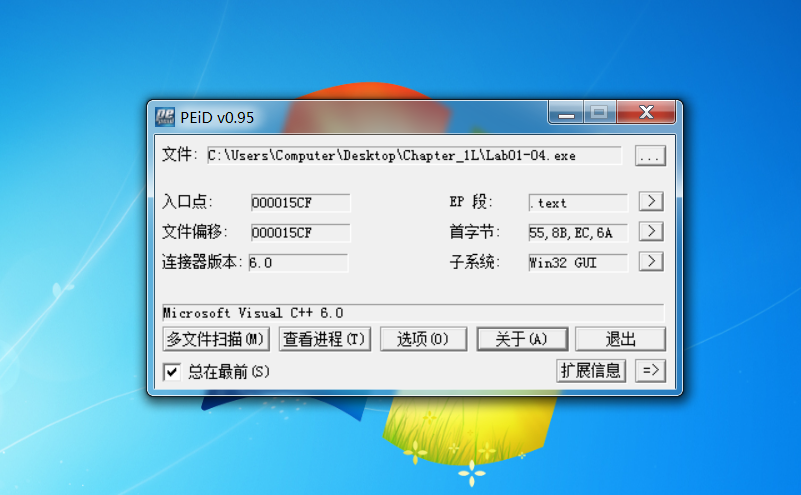 PEiD v0.95
文件: C:\Users\Computer\Desktop\Chapter_1L\Lab01-04.exe ...
入口点: 000015CF EP 段: .text >
文件偏移: 000015CF 首字节: 55,8B,EC,6A >
连接器版本: 6.0 子系统: Win32 GUI >
Microsoft Visual C++ 6.0
多文件扫描(M) 查看进程(T) 选项(O) 关于(A) 退出
总在最前(S) 扩展信息 =>